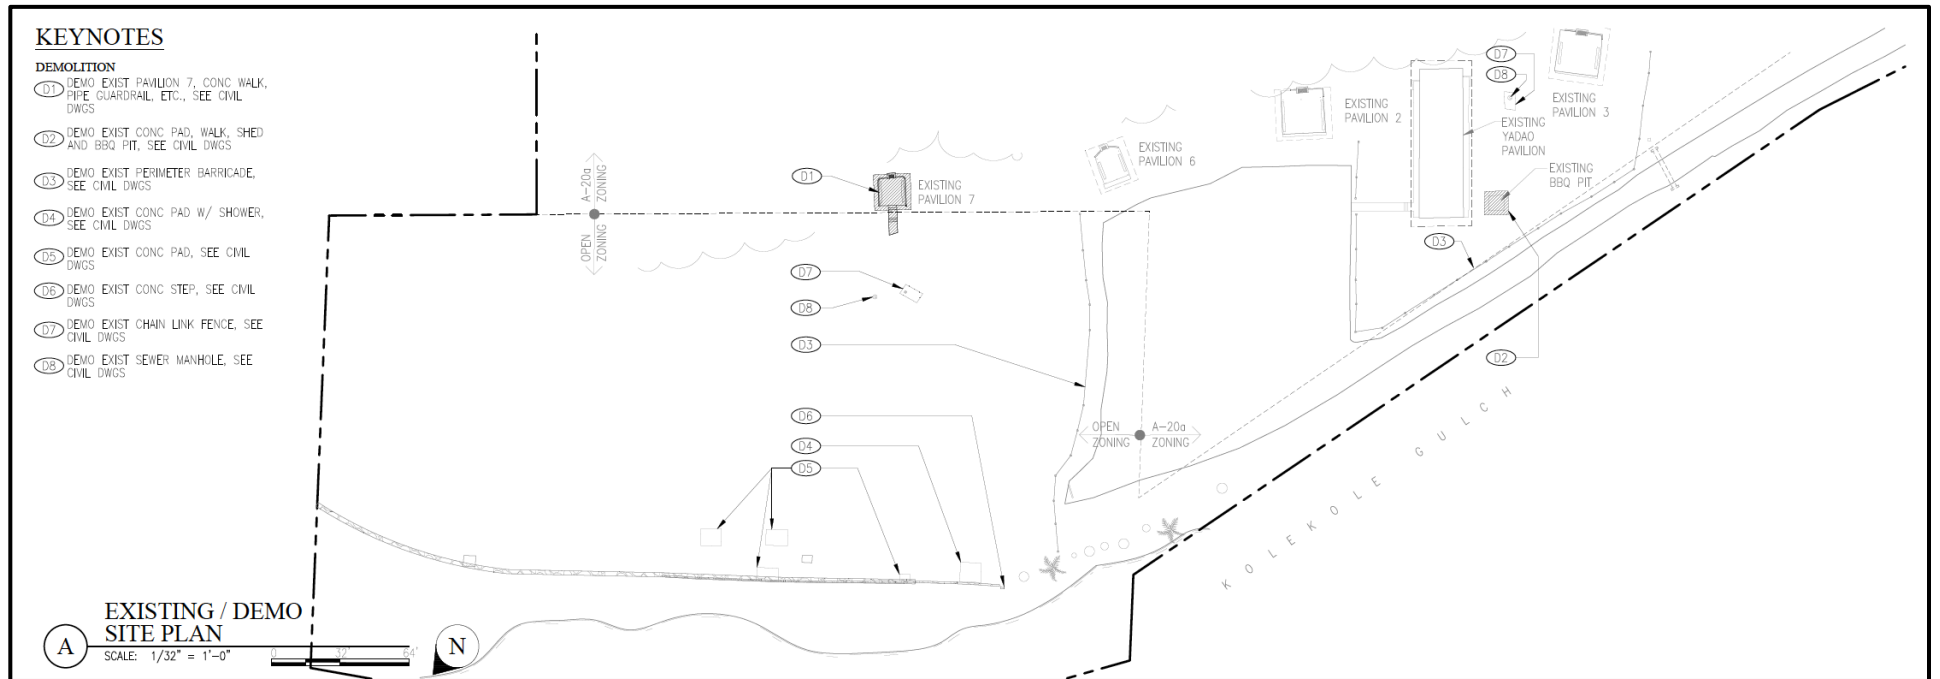 KEYNOTES
DEMOLITION
D1 DEMO EXIST PAVILION 7, CONC WALK,
PIPE GUARDRAIL, ETC., SEE CIVIL
DWGS
D2 DEMO EXIST CONC PAD, WALK, SHED
AND BBQ PIT, SEE CIVIL DWGS
D3 DEMO EXIST PERIMETER BARRICADE,
SEE CIVIL DWGS
D4 DEMO EXIST CONC PAD W/ SHOWER,
SEE CIVIL DWGS
D5 DEMO EXIST CONC PAD, SEE CIVIL
DWGS
D6 DEMO EXIST CONC STEP, SEE CIVIL
DWGS
D7 DEMO EXIST CHAIN LINK FENCE, SEE
CIVIL DWGS
D8 DEMO EXIST SEWER MANHOLE, SEE
CIVIL DWGS
A-20a
ZONING
OPEN
ZONING
D1
EXISTING
PAVILION 7
EXISTING
PAVILION 6
EXISTING
PAVILION 2
D7
D8
EXISTING
PAVILION 3
EXISTING
YADAO
PAVILION
EXISTING
BBQ PIT
D3
D2
D7
D8
D3
D6
D4
D5
OPEN
ZONING
A-20a
ZONING
KOLEKOLE GULCH
A
EXISTING / DEMO
SITE PLAN
SCALE: 1/32" = 1'-0"
0 32' 64'
N